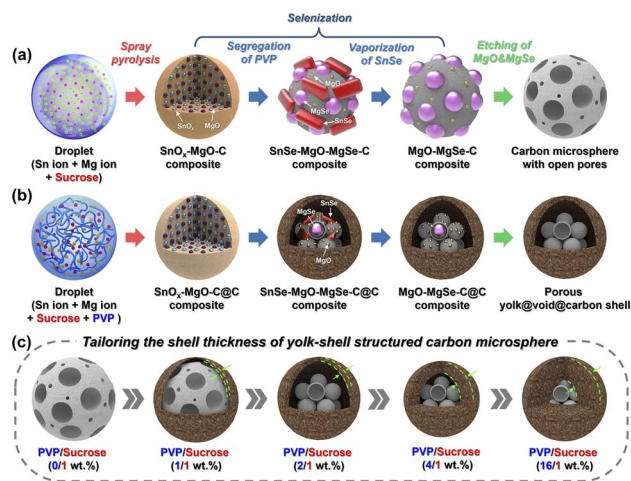 Selenization
(a)
Spray
pyrolysis
Segregation
of PVP
Vaporization
of SnSe
Etching of
MgO&MgSe
SnOx
MgO
MgO
MgSe
SnSe
Droplet
(Sn ion + Mg ion
+ Sucrose)
SnOx-MgO-C
composite
SnSe-MgO-MgSe-C
composite
MgO-MgSe-C
composite
Carbon microsphere
with open pores
(b)
MgSe
SnSe
MgO
Droplet
(Sn ion + Mg ion
+ Sucrose + PVP )
SnOx-MgO-C@C
composite
SnSe-MgO-MgSe-C@C
composite
MgO-MgSe-C@C
composite
Porous
yolk@void@carbon shell
(c)
Tailoring the shell thickness of yolk-shell structured carbon microsphere
PVP/Sucrose
(0/1 wt.%)
PVP/Sucrose
(1/1 wt.%)
PVP/Sucrose
(2/1 wt.%)
PVP/Sucrose
(4/1 wt.%)
PVP/Sucrose
(16/1 wt.%)